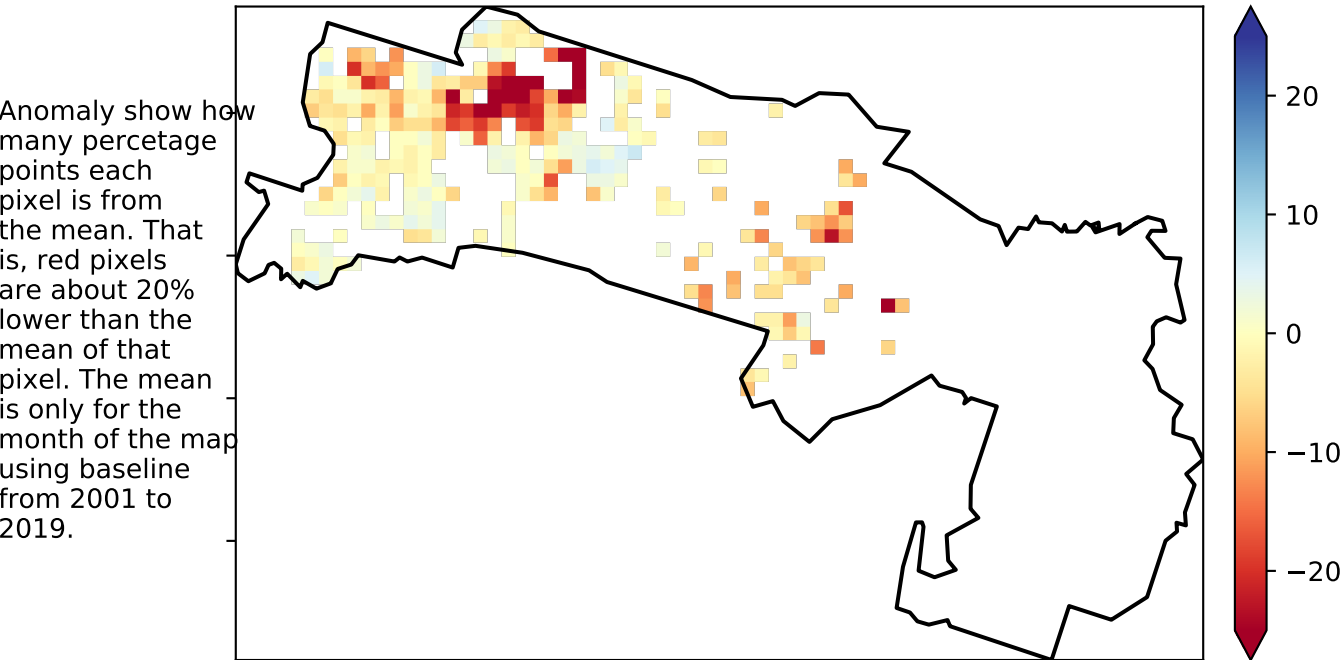 Anomaly show how
many percetage
points each
pixel is from
the mean. That
is, red pixels
are about 20%
lower than the
mean of that
pixel. The mean
is only for the
month of the map
using baseline
from 2001 to
2019.
20
10
0
−10
−20